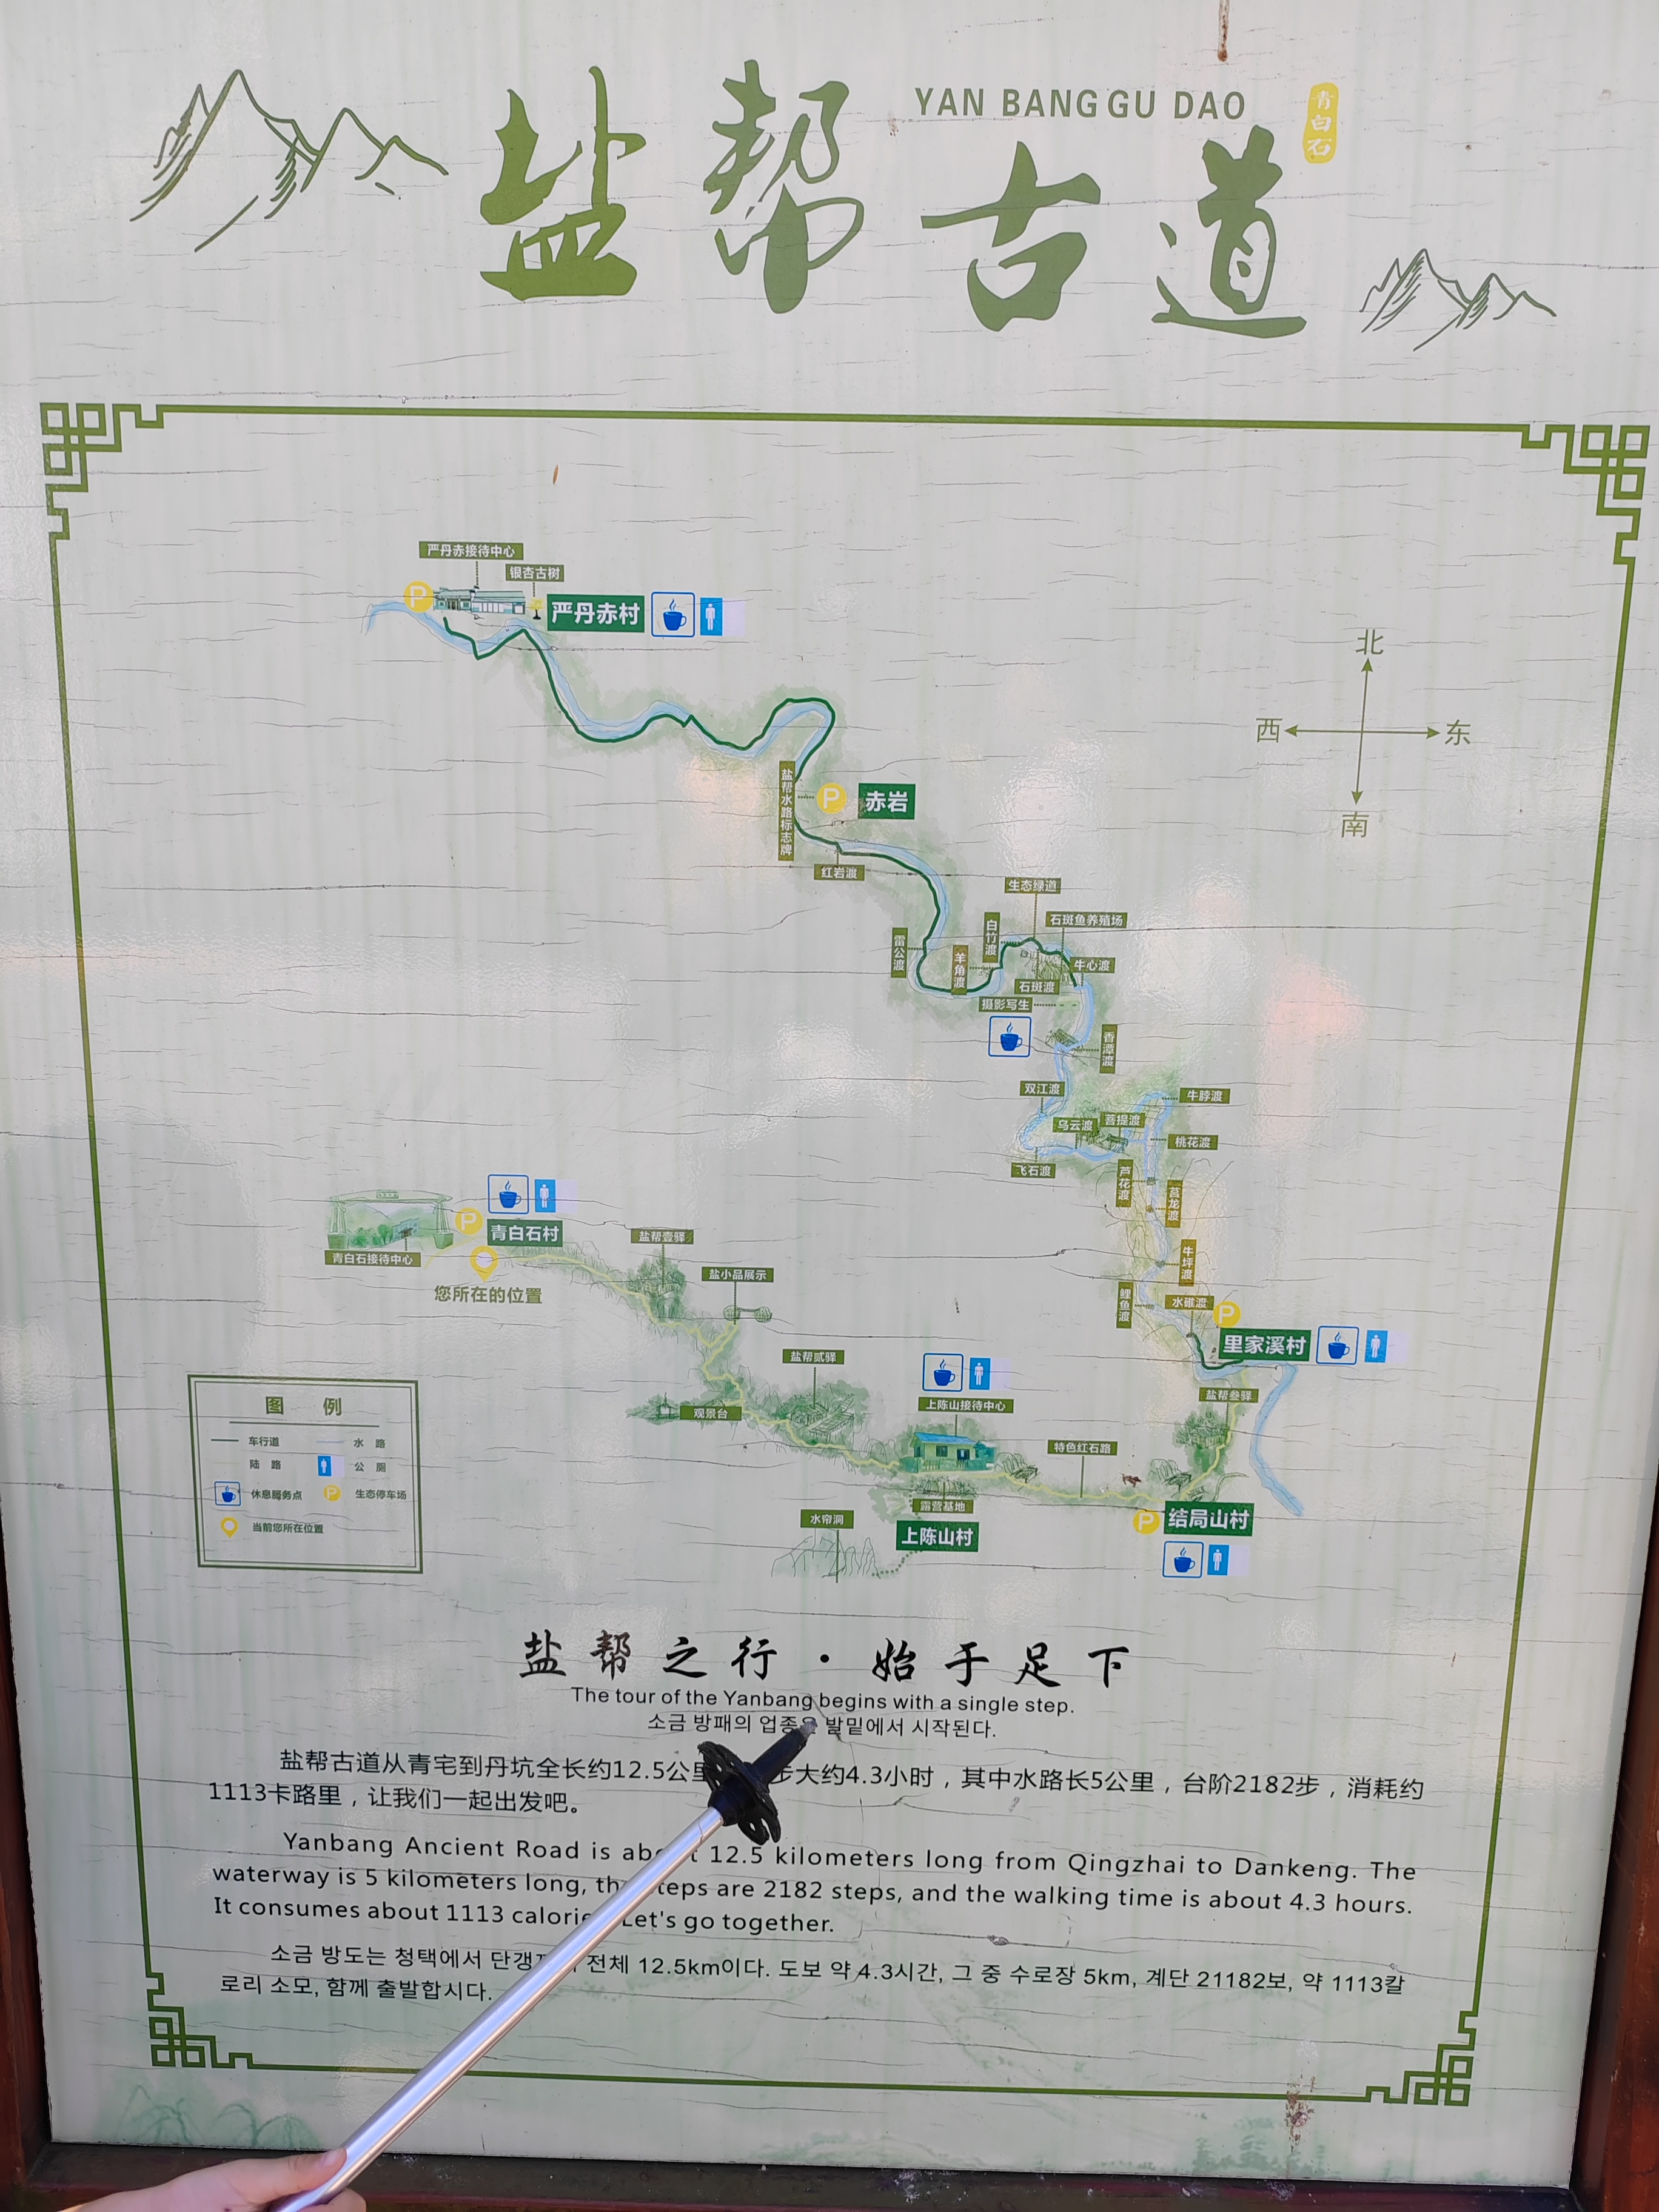 YAN BANG GU DAO
青白石
盐帮古道
严丹赤接待中心
银杏古树
P
严丹赤村
北
西
东
南
盐帮水路标志牌
P
赤岩
红岩渡
生态绿道
石斑鱼养殖场
白竹渡
雷公渡
羊角渡
牛心渡
石斑渡
摄影写生
香潭渡
双江渡
牛脖渡
菩提渡
乌云渡
桃花渡
飞石渡
芦花渡
莒龙渡
青白石村
P
青白石接待中心
您所在的位置
盐帮壹驿
盐小品展示
牛坪渡
鲤鱼渡
水碓渡
P
里家溪村
盐帮贰驿
盐帮叁驿
观景台
上陈山接待中心
特色红石路
露营基地
水帘洞
上陈山村
P
结局山村
图 例
车行道
水 路
陆 路
公 厕
休息服务点
P
生态停车场
当前您所在位置
盐帮之行·始于足下
The tour of the Yanbang begins with a single step.
소금 방패의 업종 발밑에서 시작된다.
盐帮古道从青宅到丹坑全长约12.5公里 步大约4.3小时，其中水路长5公里，台阶2182步，消耗约
1113卡路里，让我们一起出发吧。
Yanbang Ancient Road is 12.5 kilometers long from Qingzhai to Dankeng. The
waterway is 5 kilometers long, are 2182 steps, and the walking time is about 4.3 hours.
It consumes about 1113 Let's go together.
소금 방도는 청택에서 전체 12.5km이다. 도보 약 4.3시간, 그 중 수로장 5km, 계단 21182보, 약 1113칼
로리 소모, 함께 출발합시다.